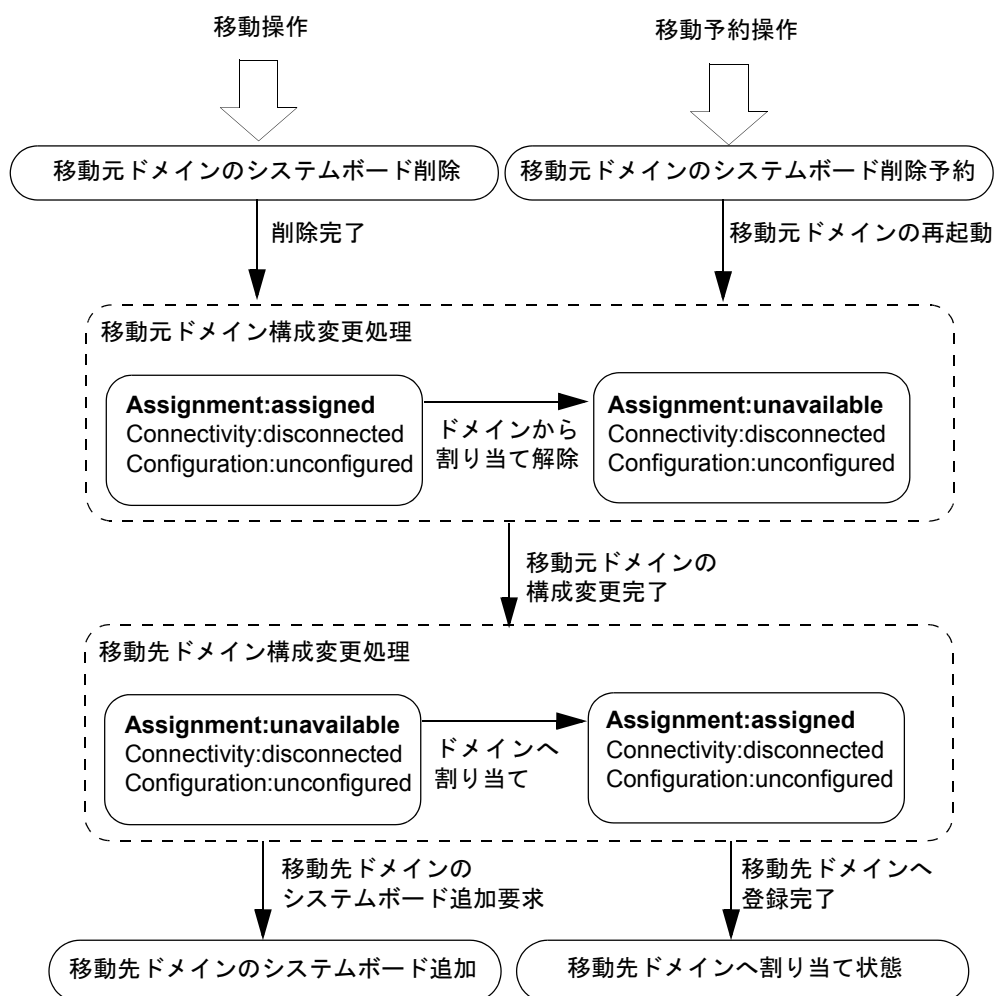 移動操作
移動予約操作
移動元ドメインのシステムボード削除
移動元ドメインのシステムボード削除予約
削除完了
移動元ドメインの再起動
移動元ドメイン構成変更処理
Assignment:assigned
Connectivity:disconnected
Configuration:unconfigured
ドメインから
割り当て解除
Assignment:unavailable
Connectivity:disconnected
Configuration:unconfigured
移動元ドメインの
構成変更完了
移動先ドメイン構成変更処理
Assignment:unavailable
Connectivity:disconnected
Configuration:unconfigured
ドメインへ
割り当て
Assignment:assigned
Connectivity:disconnected
Configuration:unconfigured
移動先ドメインの
システムボード追加要求
移動先ドメインへ
登録完了
移動先ドメインのシステムボード追加
移動先ドメインへ割り当て状態